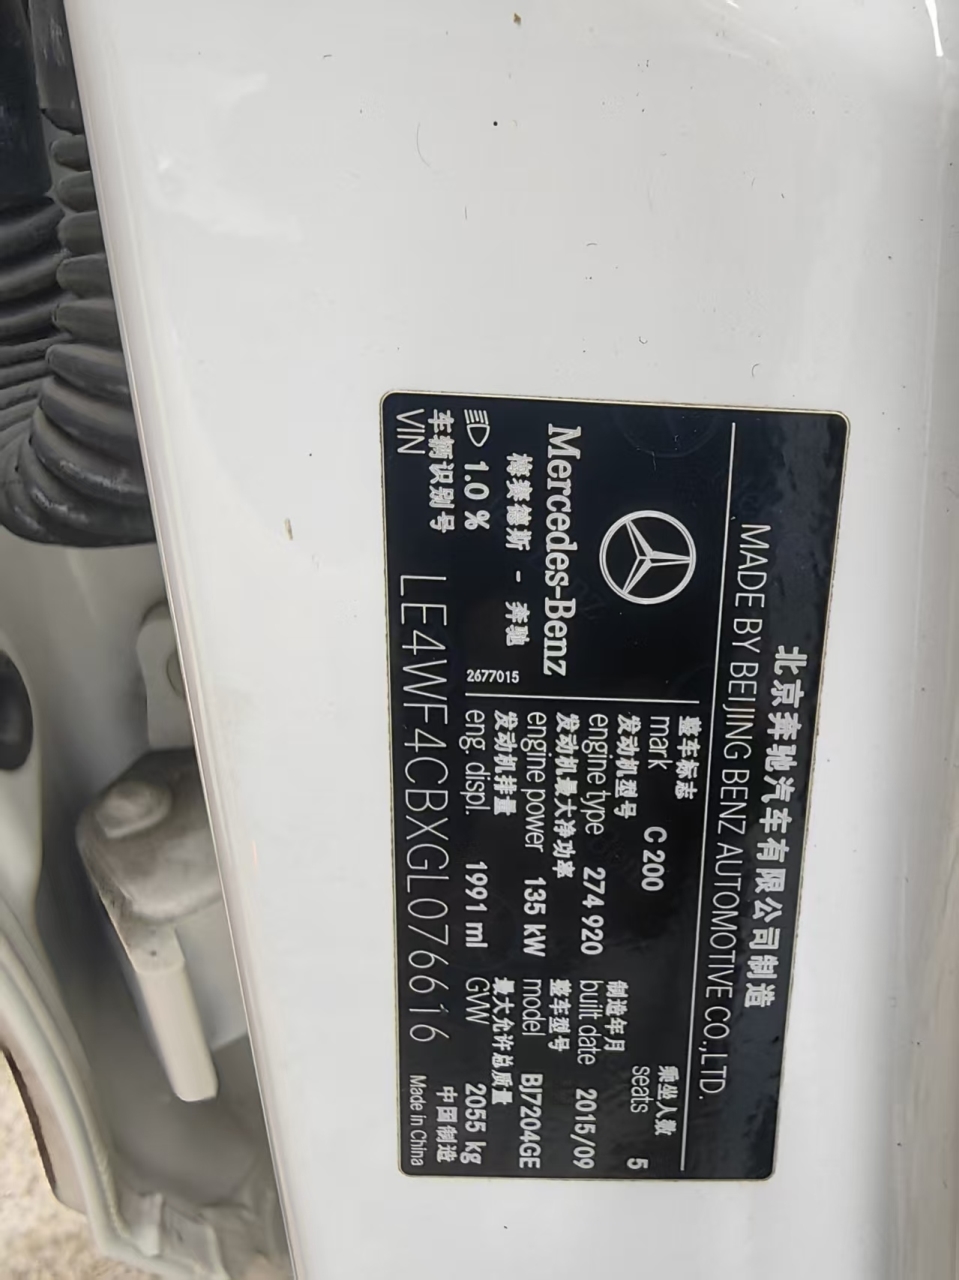 北京奔驰汽车有限公司制造
MADE BY BEIJING BENZ AUTOMOTIVE CO.,LTD.
Mercedes-Benz
梅赛德斯 - 奔驰
1.0 %
2677015
整车标志
mark C 200
乘坐人数
seats 5
发动机型号
engine type 274 920
制造年月
built date 2015/09
发动机最大净功率
engine power 135 kW
整车型号
model BJ7204GE
发动机排量
eng. displ. 1991 ml
最大允许总质量
GVW 2055 kg
车辆识别号
VIN LE4WF4CBXGL076616
中国制造
Made in China